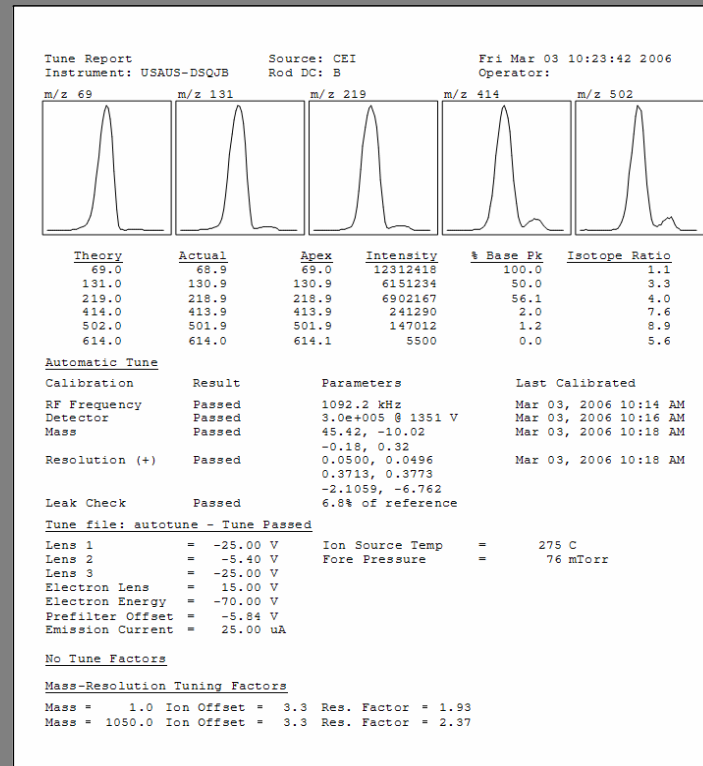 Tune Report Source: CEI Fri Mar 03 10:23:42 2006
Instrument: USAUS-DSQJB Rod DC: B Operator:
m/z 69 m/z 131 m/z 219 m/z 414 m/z 502
Theory Actual Apex Intensity % Base Pk Isotope Ratio
69.0 68.9 69.0 12312418 100.0 1.1
131.0 130.9 130.9 6151234 50.0 3.3
219.0 218.9 218.9 6902167 56.1 4.0
414.0 413.9 413.9 241290 2.0 7.6
502.0 501.9 501.9 147012 1.2 8.9
614.0 614.0 614.1 5500 0.0 5.6
Automatic Tune
Calibration Result Parameters Last Calibrated
RF Frequency Passed 1092.2 kHz Mar 03, 2006 10:14 AM
Detector Passed 3.0e+005 @ 1351 V Mar 03, 2006 10:16 AM
Mass Passed 45.42, -10.02 Mar 03, 2006 10:18 AM
-0.18, 0.32
Resolution (+) Passed 0.0500, 0.0496 Mar 03, 2006 10:18 AM
0.3713, 0.3773
-2.1059, -6.762
Leak Check Passed 6.8% of reference
Tune file: autotune - Tune Passed
Lens 1 = -25.00 V Ion Source Temp = 275 C
Lens 2 = -5.40 V Fore Pressure = 76 mTorr
Lens 3 = -25.00 V
Electron Lens = 15.00 V
Electron Energy = -70.00 V
Prefilter Offset = -5.84 V
Emission Current = 25.00 uA
No Tune Factors
Mass-Resolution Tuning Factors
Mass = 1.0 Ion Offset = 3.3 Res. Factor = 1.93
Mass = 1050.0 Ion Offset = 3.3 Res. Factor = 2.37